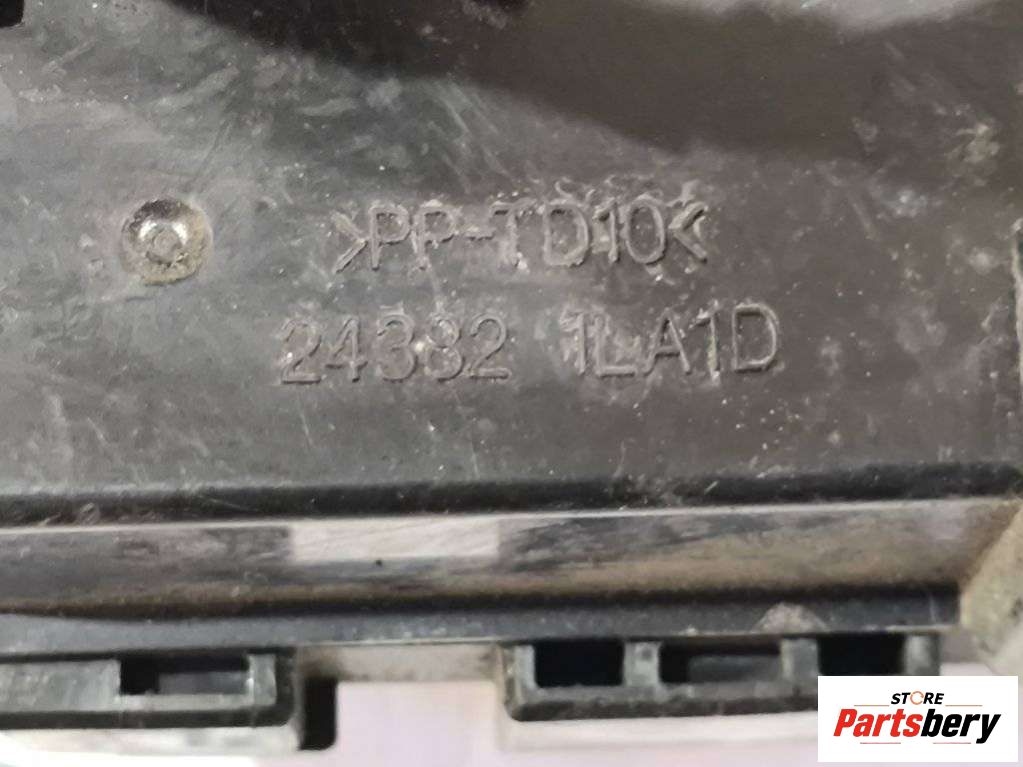 >PP-TD10<
24382 1LA1D
STORE
Partsbery